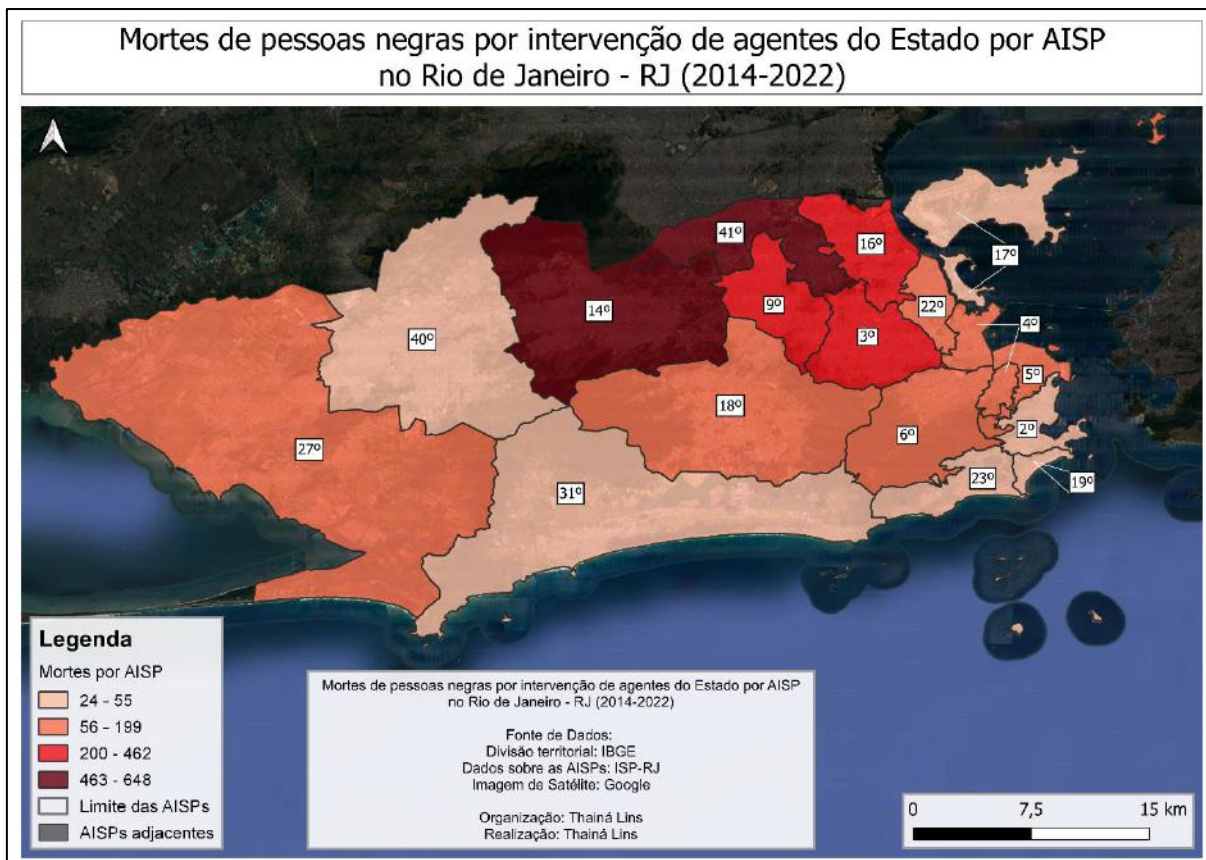 Mortes de pessoas negras por intervenção de agentes do Estado por AISP
no Rio de Janeiro - RJ (2014-2022)
41º
16º
17º
14º
9º
22º
4º
40º
3º
5º
18º
6º
2º
27º
31º
23º
19º
Legenda
Mortes por AISP
24 - 55
56 - 199
200 - 462
463 - 648
Limite das AISPs
AISPs adjacentes
Mortes de pessoas negras por intervenção de agentes do Estado por AISP
no Rio de Janeiro - RJ (2014-2022)
Fonte de Dados:
Divisão territorial: IBGE
Dados sobre as AISPs: ISP-RJ
Imagem de Satélite: Google
Organização: Thainá Lins
Realização: Thainá Lins
0 7,5 15 km